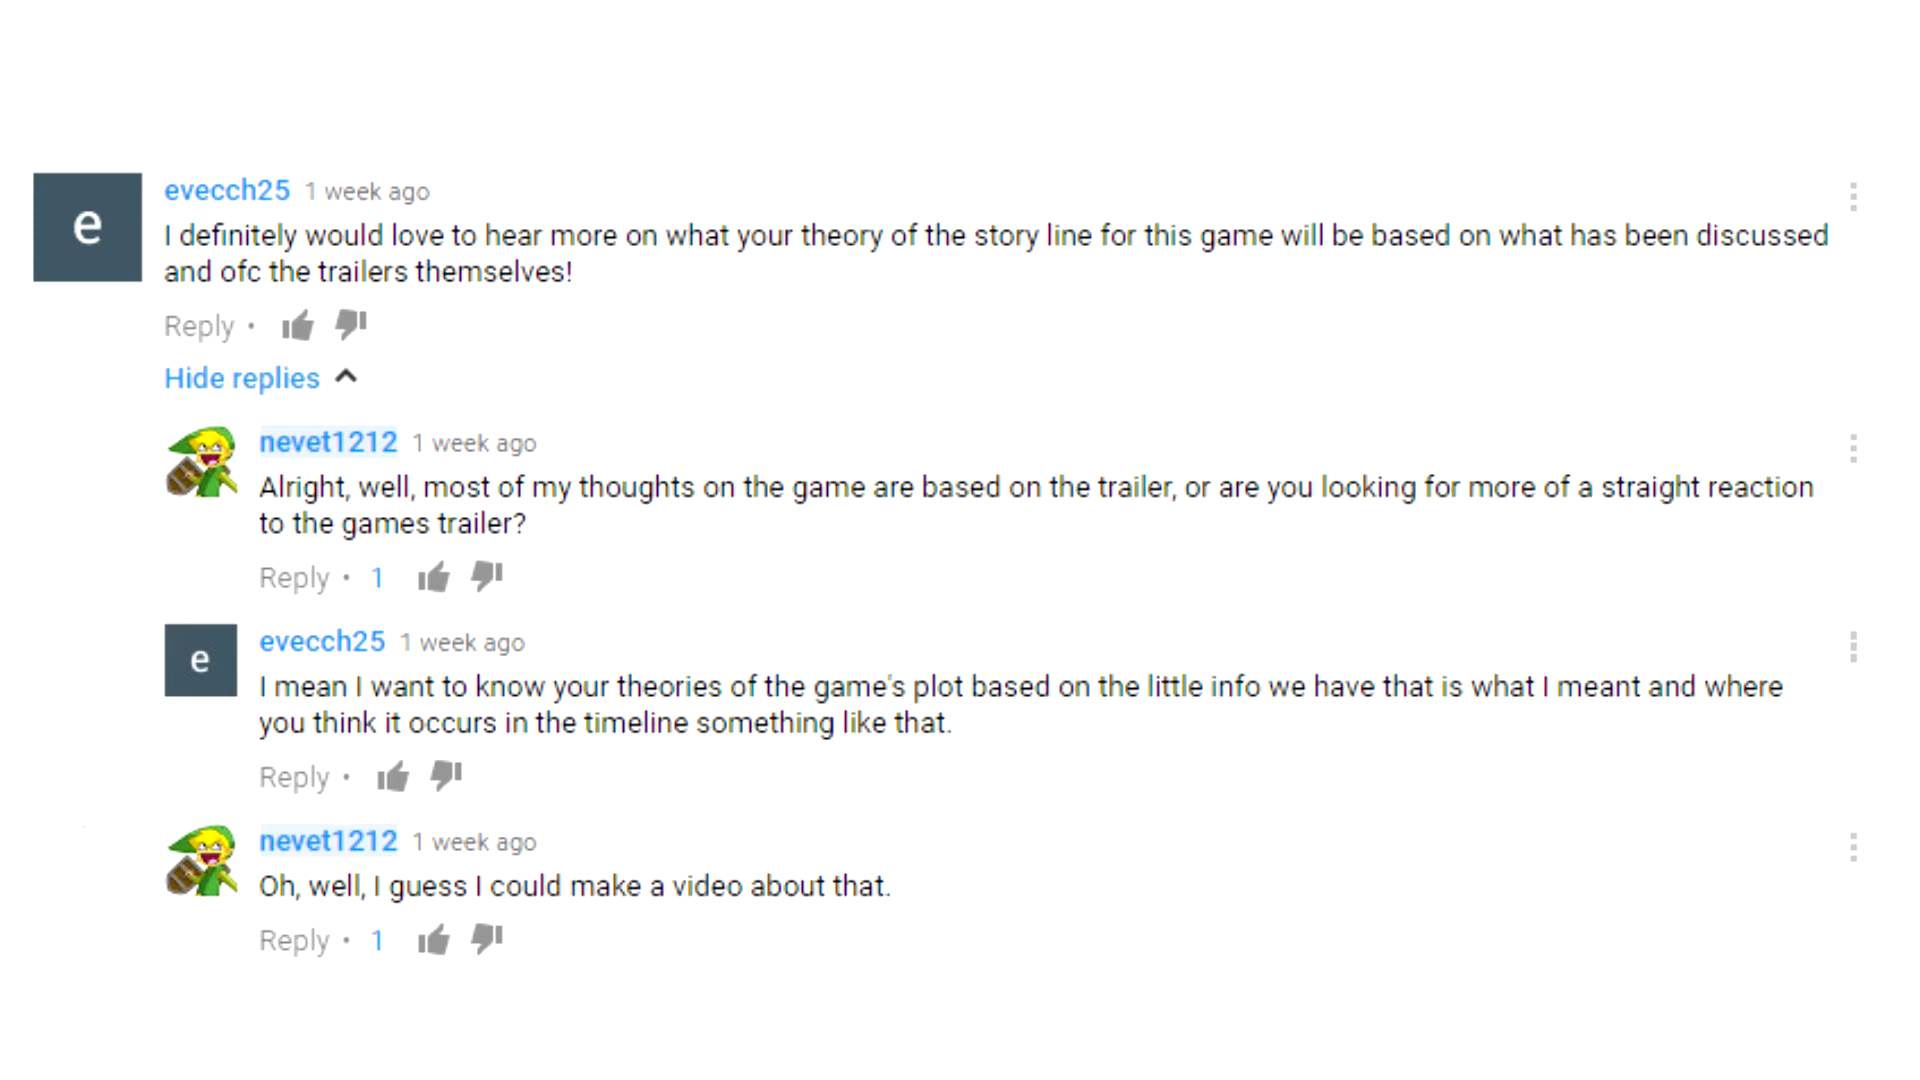 e
evecch25 1 week ago
I definitely would love to hear more on what your theory of the story line for this game will be based on what has been discussed
and ofc the trailers themselves!
Reply •
Hide replies
nevet1212 1 week ago
Alright, well, most of my thoughts on the game are based on the trailer, or are you looking for more of a straight reaction
to the games trailer?
Reply • 1
e
evecch25 1 week ago
I mean I want to know your theories of the game's plot based on the little info we have that is what I meant and where
you think it occurs in the timeline something like that.
Reply •
nevet1212 1 week ago
Oh, well, I guess I could make a video about that.
Reply • 1